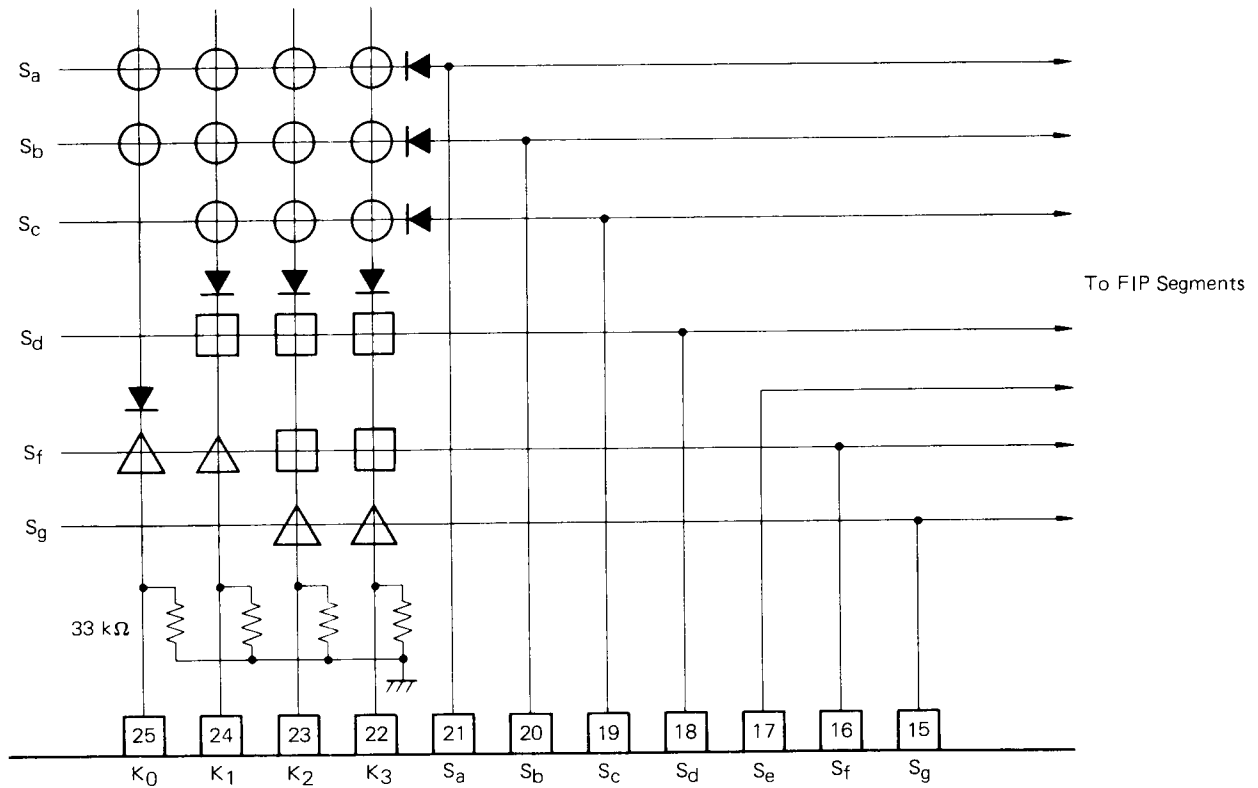 Sa
Sb
Sc
To FIP Segments
Sd
Sf
Sg
33 kΩ
25 24 23 22 21 20 19 18 17 16 15
K0 K1 K2 K3 Sa Sb Sc Sd Se Sf Sg